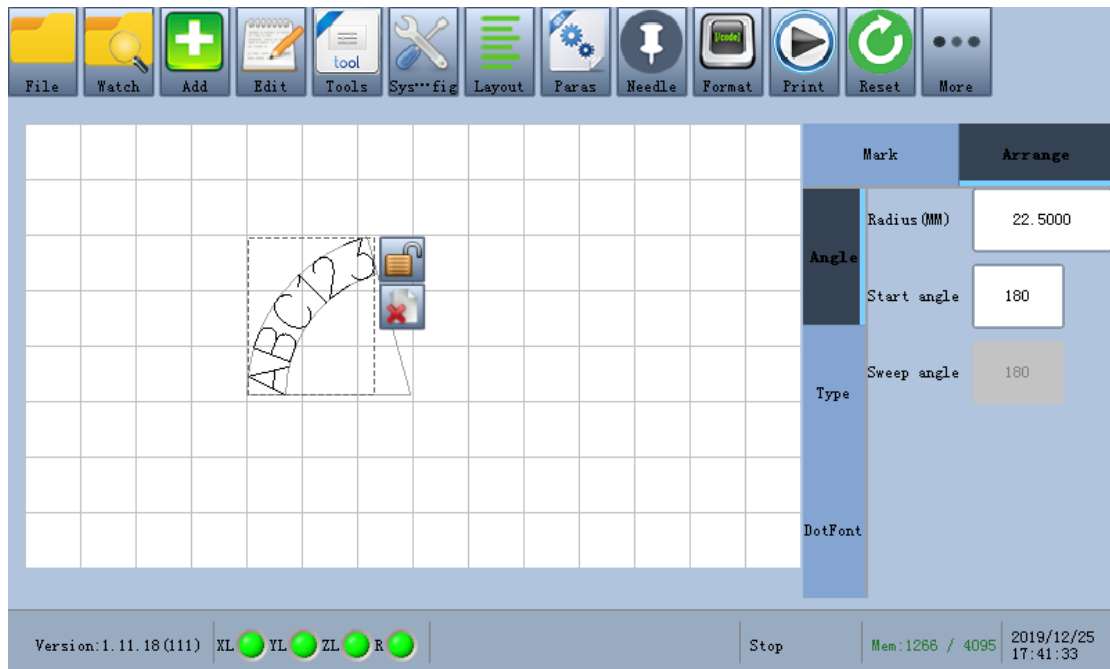 File Watch Add Edit Tools Sys…fig Layout Paras Needle Format Print Reset More
tool
[/code]
Mark Arrange
Angle
Type
DotFont
Radius(MM) 22.5000
Start angle 180
Sweep angle 180
ABC123
Version:1.11.18(111) XL YL ZL R Stop Mem:1266 / 4095 2019/12/25
17:41:33